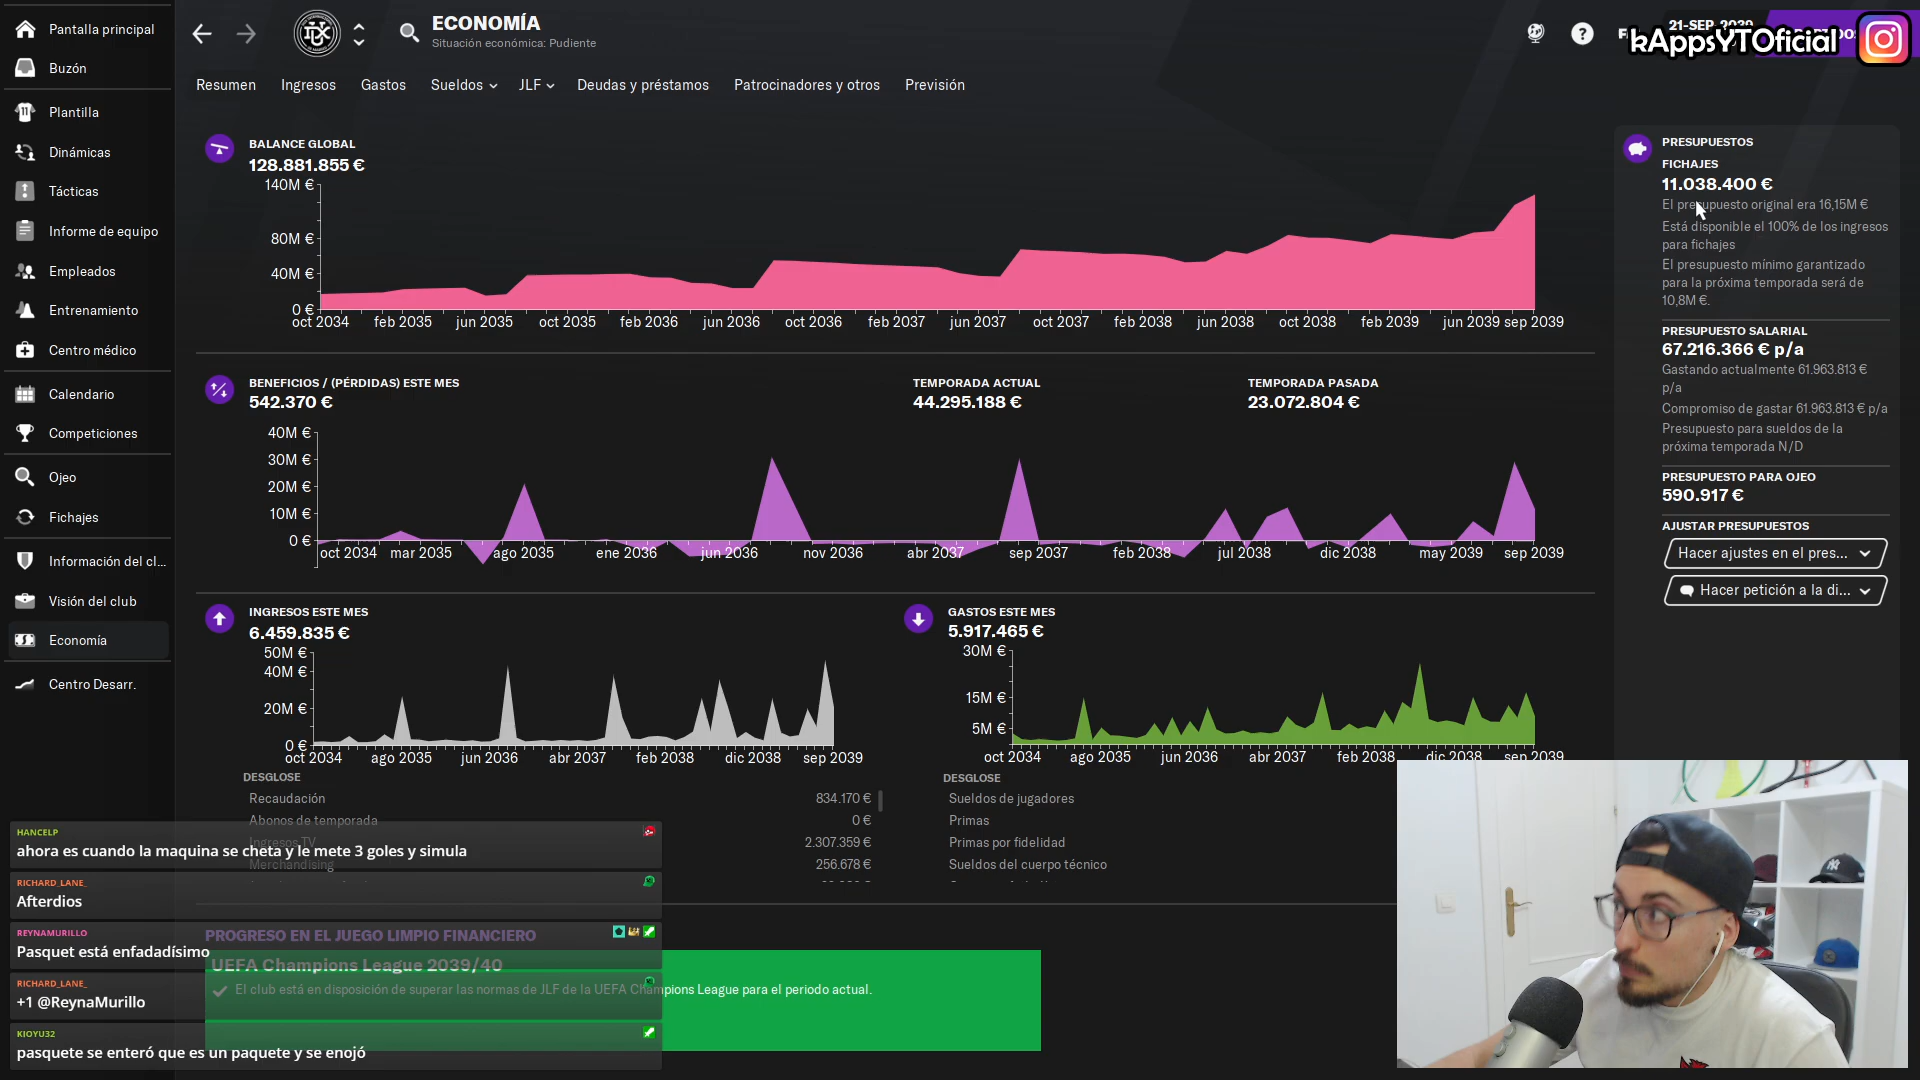 Pantalla principal
Buzón
Plantilla
Dinámicas
Tácticas
Informe de equipo
Empleados
Entrenamiento
Centro médico
Calendario
Competiciones
Ojeo
Fichajes
Información del cl...
Visión del club
Economía
Centro Desarr.
ECONOMÍA
Situación económica: Pudiente
21-SEP-2039
kAppsYTOficial
Resumen
Ingresos
Gastos
Sueldos
JLF
Deudas y préstamos
Patrocinadores y otros
Previsión
BALANCE GLOBAL
128.881.855 €
140M €
80M €
40M €
0 €
oct 2034 feb 2035 jun 2035 oct 2035 feb 2036 jun 2036 oct 2036 feb 2037 jun 2037 oct 2037 feb 2038 jun 2038 oct 2038 feb 2039 jun 2039 sep 2039
BENEFICIOS / (PÉRDIDAS) ESTE MES
542.370 €
TEMPORADA ACTUAL
44.295.188 €
TEMPORADA PASADA
23.072.804 €
40M €
30M €
20M €
10M €
0 €
oct 2034 mar 2035 ago 2035 ene 2036 jun 2036 nov 2036 abr 2037 sep 2037 feb 2038 jul 2038 dic 2038 may 2039 sep 2039
INGRESOS ESTE MES
6.459.835 €
50M €
40M €
20M €
0 €
oct 2034 ago 2035 jun 2036 abr 2037 feb 2038 dic 2038 sep 2039
DESGLOSE
Recaudación 834.170 €
Abonos de temporada 0 €
Ingresos TV 2.307.359 €
Merchandising 256.678 €
GASTOS ESTE MES
5.917.465 €
30M €
15M €
5M €
oct 2034 ago 2035 jun 2036 abr 2037 feb 2038 dic 2038 sep 2039
DESGLOSE
Sueldos de jugadores
Primas
Primas por fidelidad
Sueldos del cuerpo técnico
PRESUPUESTOS
FICHAJES
11.038.400 €
El presupuesto original era 16,15M €
Está disponible el 100% de los ingresos
para fichajes
El presupuesto mínimo garantizado
para la próxima temporada será de
10,8M €.
PRESUPUESTO SALARIAL
67.216.366 € p/a
Gastando actualmente 61.963.813 €
p/a
Compromiso de gastar 61.963.813 € p/a
Presupuesto para sueldos de la
próxima temporada N/D
PRESUPUESTO PARA OJEO
590.917 €
AJUSTAR PRESUPUESTOS
Hacer ajustes en el pres...
Hacer petición a la di...
PROGRESO EN EL JUEGO LIMPIO FINANCIERO
UEFA Champions League 2039/40
El club está en disposición de superar las normas de JLF de la UEFA Champions League para el periodo actual.
HANCELP
ahora es cuando la maquina se cheta y le mete 3 goles y simula
RICHARD_LANE_
Afterdios
REYNAMURILLO
Pasquet está enfadadísimo
RICHARD_LANE_
+1 @ReynaMurillo
KIOYU32
pasquete se enteró que es un paquete y se enojó